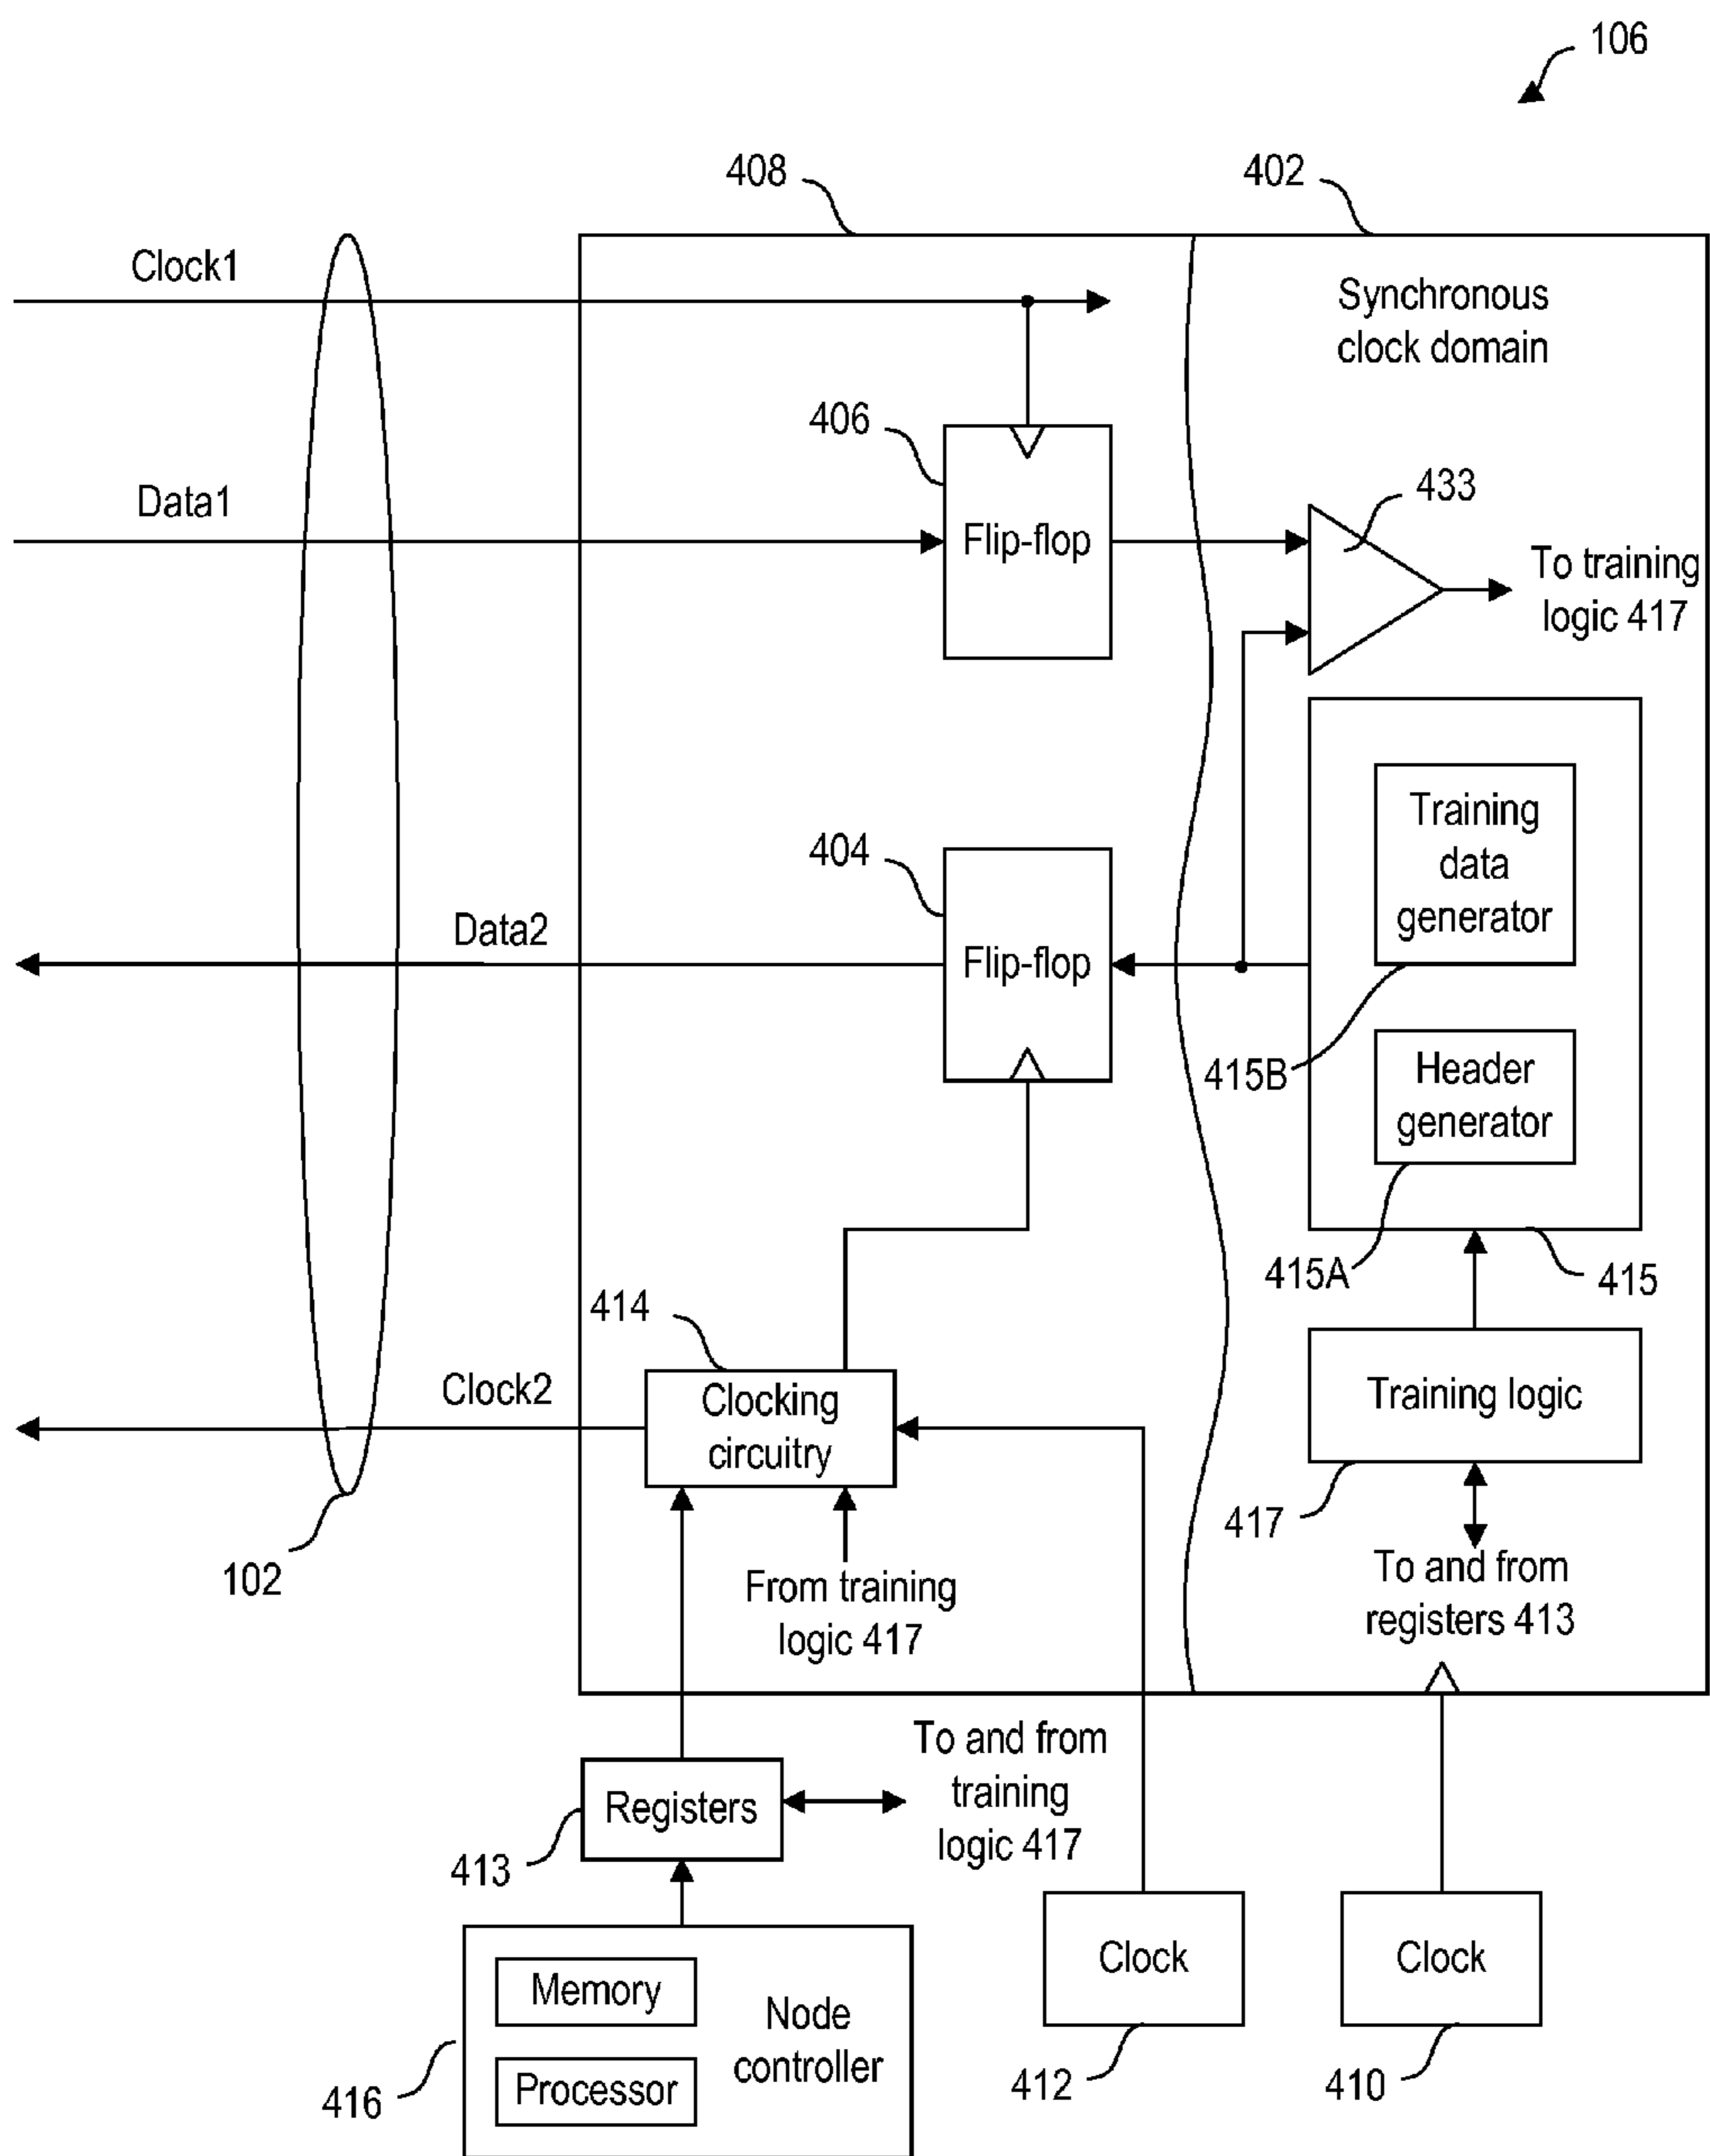 106
408
402
Clock1
Synchronous
clock domain
406
433
Data1
Flip-flop
To training
logic 417
Training
data
generator
404
Data2
Flip-flop
415B
Header
generator
415A
415
414
Clock2
Clocking
circuitry
Training logic
417
102
From training
logic 417
To and from
registers 413
To and from
training
logic 417
Registers
413
Clock
Clock
Memory
Node
controller
Processor
416
412
410